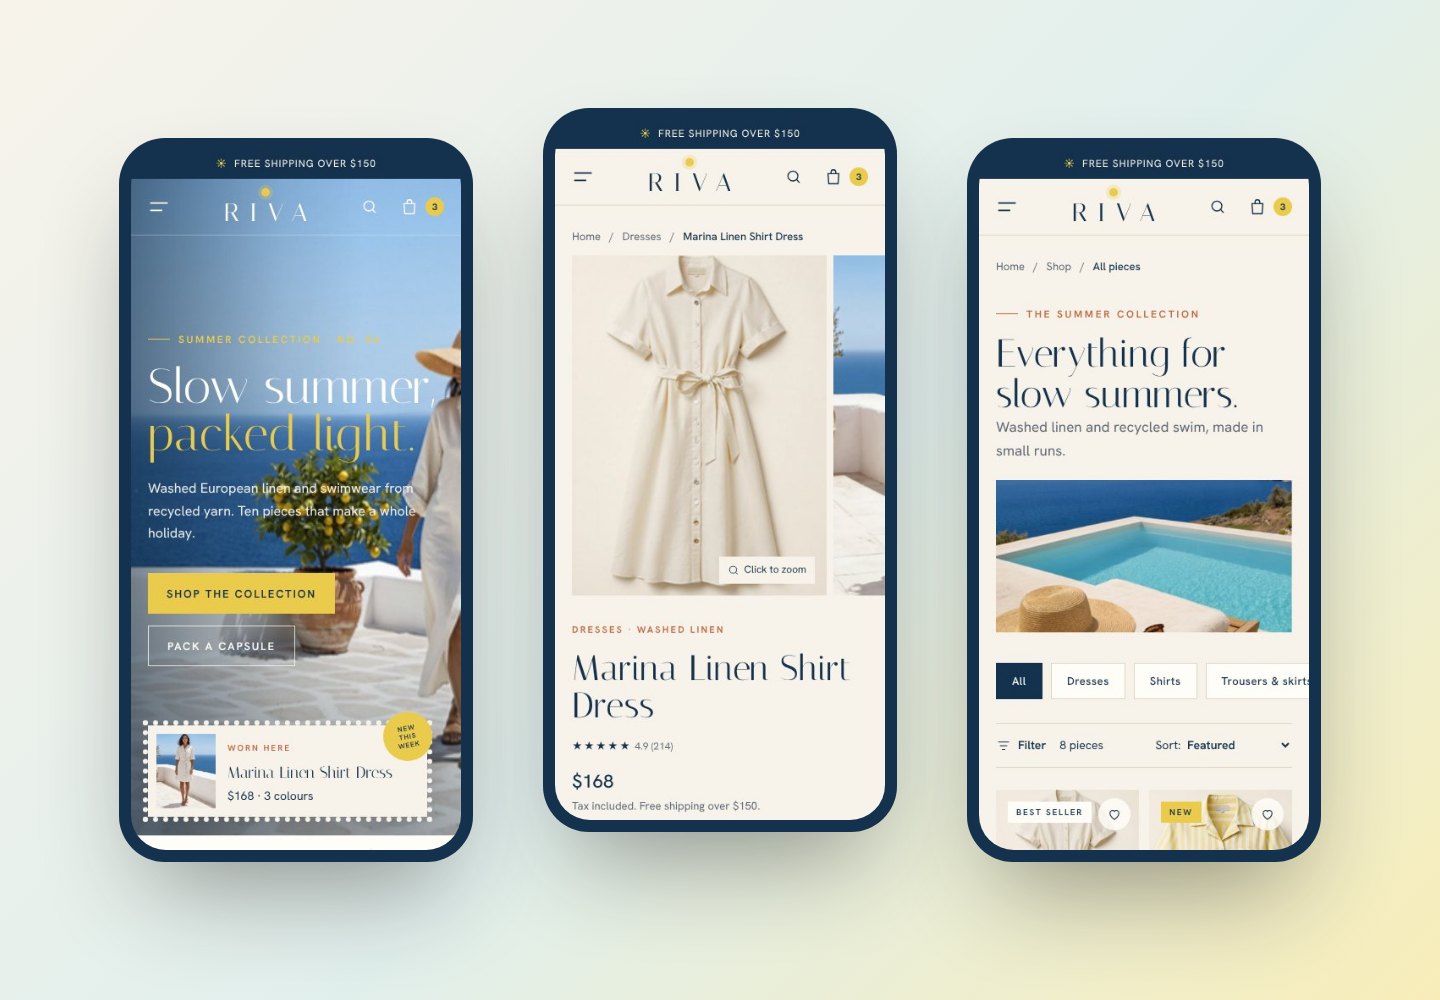 FREE SHIPPING OVER $150
RIVA
3
SUMMER COLLECTION
Slow summer,
packed light.
Washed European linen and swimwear from
recycled yarn. Ten pieces that make a whole
holiday.
SHOP THE COLLECTION
PACK A CAPSULE
NEW
THIS
WEEK
WORN HERE
Marina Linen Shirt Dress
$168 · 3 colours
FREE SHIPPING OVER $150
RIVA
3
Home / Dresses / Marina Linen Shirt Dress
Click to zoom
DRESSES · WASHED LINEN
Marina Linen Shirt
Dress
★★★★★ 4.9 (214)
$168
Tax included. Free shipping over $150.
FREE SHIPPING OVER $150
RIVA
3
Home / Shop / All pieces
THE SUMMER COLLECTION
Everything for
slow summers.
Washed linen and recycled swim, made in
small runs.
All
Dresses
Shirts
Trousers & skirts
Filter 8 pieces
Sort: Featured
BEST SELLER
NEW